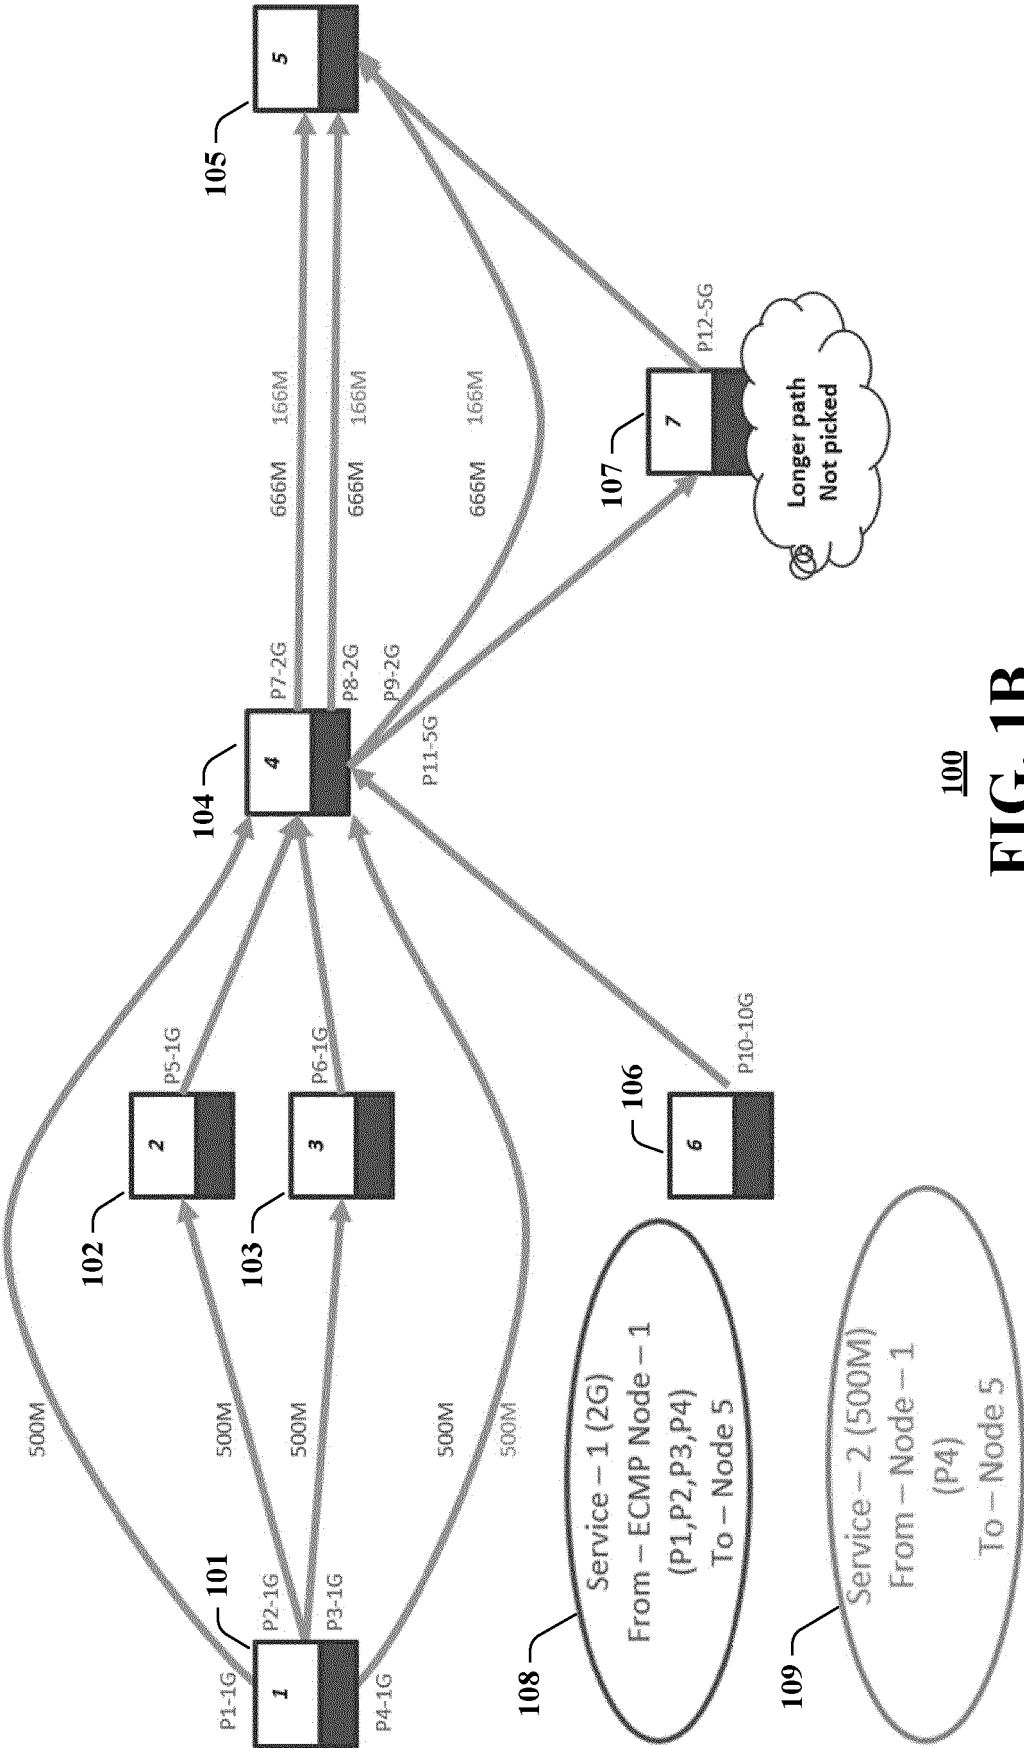 500M
102
2
P5-1G
104
4
P7-2G
666M
166M
105
5
P1-1G
101
1
P2-1G
P3-1G
P4-1G
500M
500M
103
3
P6-1G
P8-2G
666M
166M
500M
500M
P9-2G
P11-5G
666M
166M
108
Service – 1 (2G)
From – ECMP Node – 1
(P1,P2,P3,P4)
To – Node 5
106
6
P10-10G
107
7
P12-5G
Longer path
Not picked
109
Service – 2 (500M)
From – Node – 1
(P4)
To – Node 5
100
FIG. 1B